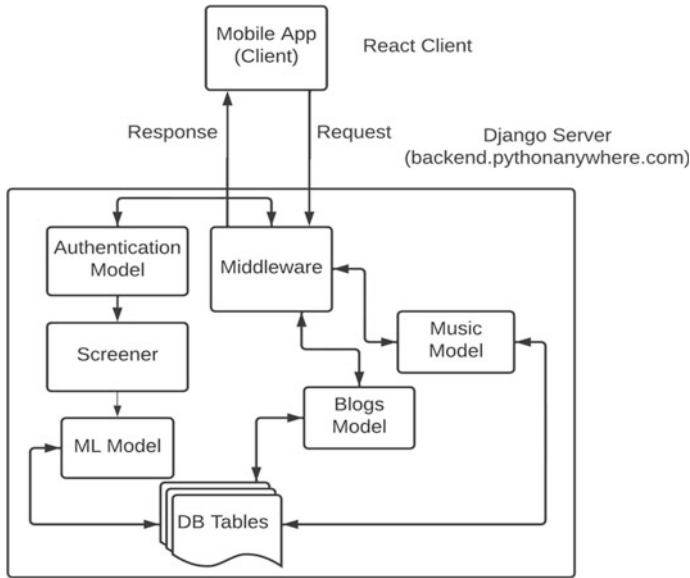 Mobile App
(Client)
React Client
Response
Request
Django Server
(backend.pythonanywhere.com)
Authentication
Model
Middleware
Music
Model
Screener
Blogs
Model
ML Model
DB Tables